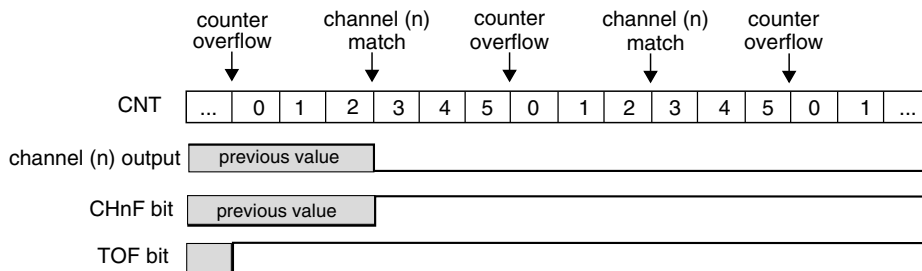 counter overflow
channel (n) match
counter overflow
channel (n) match
counter overflow
CNT ... 0 1 2 3 4 5 0 1 2 3 4 5 0 1 ...
channel (n) output previous value
CHnF bit previous value
TOF bit